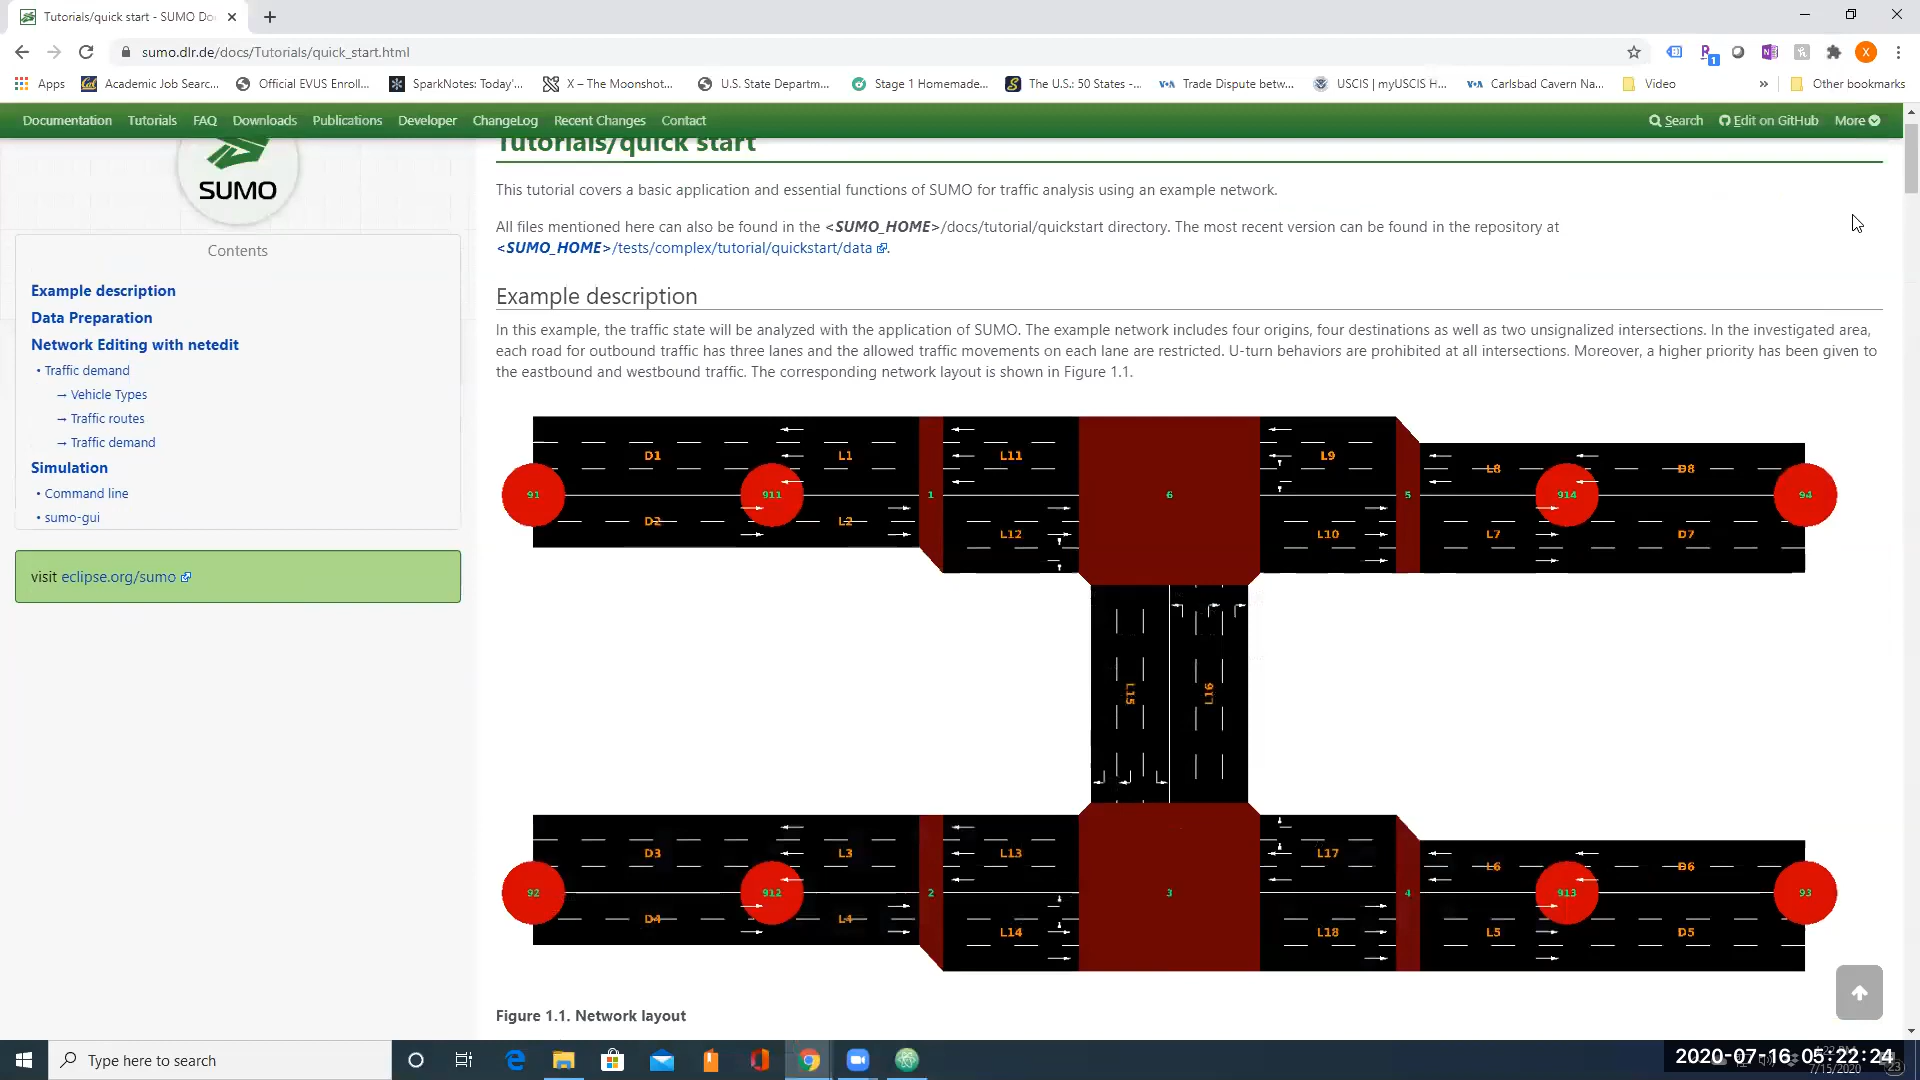 Tutorials/quick start - SUMO Do
sumo.dlr.de/docs/Tutorials/quick_start.html
Apps Academic Job Searc... Official EVUS Enroll... SparkNotes: Today'... X – The Moonshot... U.S. State Departm... Stage 1 Homemade... The U.S.: 50 States -... Trade Dispute betw... USCIS | myUSCIS H... Carlsbad Cavern Na... Video » Other bookmarks
Documentation Tutorials FAQ Downloads Publications Developer ChangeLog Recent Changes Contact Search Edit on GitHub More
SUMO
Contents
Example description
Data Preparation
Network Editing with netedit
• Traffic demand
→ Vehicle Types
→ Traffic routes
→ Traffic demand
Simulation
• Command line
• sumo-gui
visit eclipse.org/sumo
Tutorials/quick start
This tutorial covers a basic application and essential functions of SUMO for traffic analysis using an example network.
All files mentioned here can also be found in the <SUMO_HOME>/docs/tutorial/quickstart directory. The most recent version can be found in the repository at
<SUMO_HOME>/tests/complex/tutorial/quickstart/data.
Example description
In this example, the traffic state will be analyzed with the application of SUMO. The example network includes four origins, four destinations as well as two unsignalized intersections. In the investigated area,
each road for outbound traffic has three lanes and the allowed traffic movements on each lane are restricted. U-turn behaviors are prohibited at all intersections. Moreover, a higher priority has been given to
the eastbound and westbound traffic. The corresponding network layout is shown in Figure 1.1.
D1 L1 L11 L9 L8 D8
91 911 1 6 5 914 94
D2 L2 L12 L10 L7 D7
L15 L16
D3 L3 L13 L17 L6 D6
92 912 2 3 4 913 93
D4 L4 L14 L18 L5 D5
Figure 1.1. Network layout
Type here to search
2020-07-16 05:22:24
7/15/2020
23